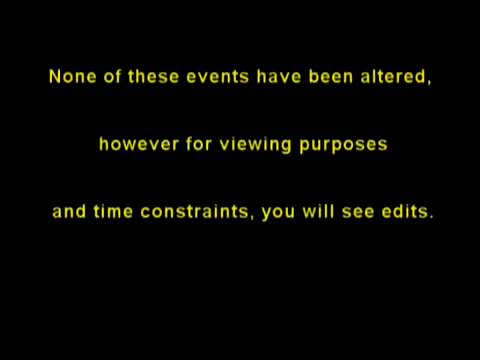 None of these events have been altered,
however for viewing purposes
and time constraints, you will see edits.